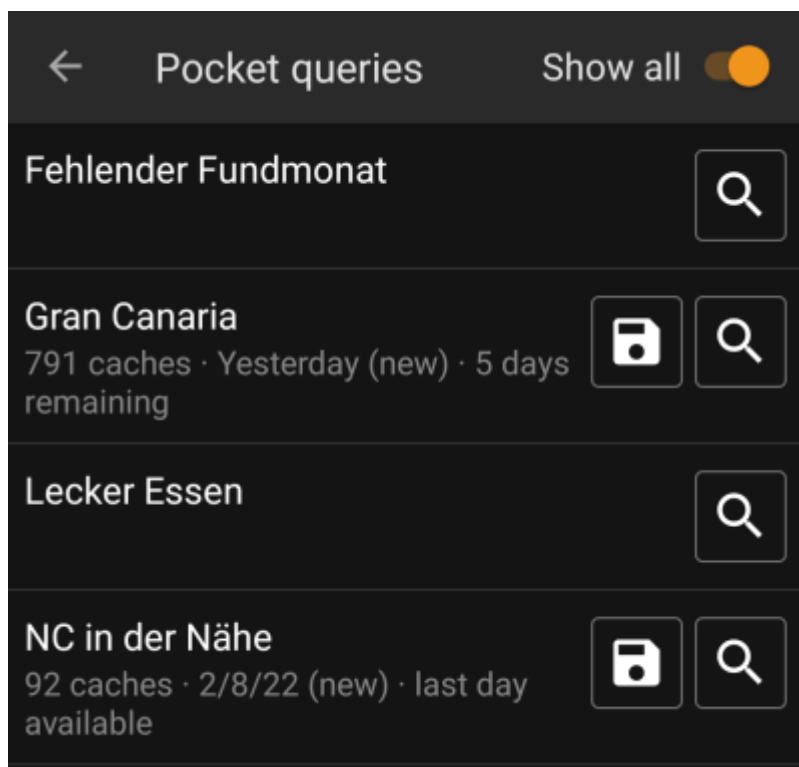 Pocket queries Show all
Fehlender Fundmonat
Gran Canaria
791 caches · Yesterday (new) · 5 days
remaining
Lecker Essen
NC in der Nähe
92 caches · 2/8/22 (new) · last day
available